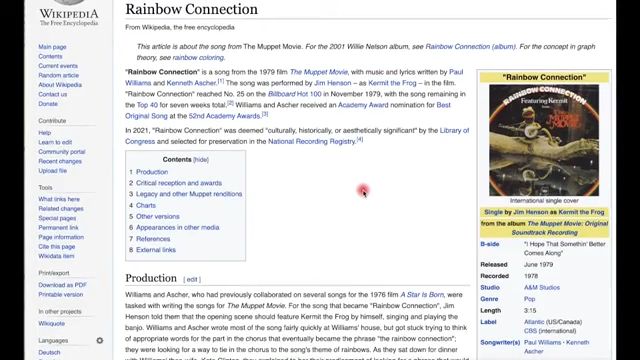 WIKIPEDIA
The Free Encyclopedia
Main page
Contents
Current events
Random article
About Wikipedia
Contact us
Donate
Contribute
Help
Learn to edit
Community portal
Recent changes
Upload file
Tools
What links here
Related changes
Special pages
Permanent link
Page information
Cite this page
Wikidata item
Print/export
Download as PDF
Printable version
In other projects
Wikiquote
Languages
Deutsch
Rainbow Connection
From Wikipedia, the free encyclopedia
This article is about the song from The Muppet Movie. For the 2001 Willie Nelson album, see Rainbow Connection (album). For the concept in graph
theory, see rainbow coloring.
"Rainbow Connection" is a song from the 1979 film The Muppet Movie, with music and lyrics written by Paul
Williams and Kenneth Ascher.[1] The song was performed by Jim Henson – as Kermit the Frog – in the film.
"Rainbow Connection" reached No. 25 on the Billboard Hot 100 in November 1979, with the song remaining in
the Top 40 for seven weeks total.[2] Williams and Ascher received an Academy Award nomination for Best
Original Song at the 52nd Academy Awards.[3]
In 2021, "Rainbow Connection" was deemed "culturally, historically, or aesthetically significant" by the Library of
Congress and selected for preservation in the National Recording Registry.[4]
Contents [hide]
1 Production
2 Critical reception and awards
3 Legacy and other Muppet renditions
4 Charts
5 Other versions
6 Appearances in other media
7 References
8 External links
Production [ edit ]
Williams and Ascher, who had previously collaborated on several songs for the 1976 film A Star Is Born, were
tasked with writing the songs for The Muppet Movie. For the song that became "Rainbow Connection", Jim
Henson told them that the opening scene should feature Kermit the Frog by himself, singing and playing the
banjo. Williams and Ascher wrote most of the song fairly quickly at Williams' house, but got stuck trying to think
of appropriate words for the part in the chorus that eventually became the phrase "the rainbow connection";
they were looking for a way to tie in the chorus to the song's theme of rainbows. As they sat down for dinner
"Rainbow Connection"
RAINBOW CONNECTION
Featuring Kermit
International single cover
Single by Jim Henson as Kermit the Frog
from the album The Muppet Movie: Original
Soundtrack Recording
B-side "I Hope That Somethin' Better
Comes Along"
Released June 1979
Recorded 1978
Studio A&M Studios
Genre Pop
Length 3:15
Label Atlantic (US/Canada)
CBS (international)
Songwriter(s) Paul Williams · Kenneth
Ascher